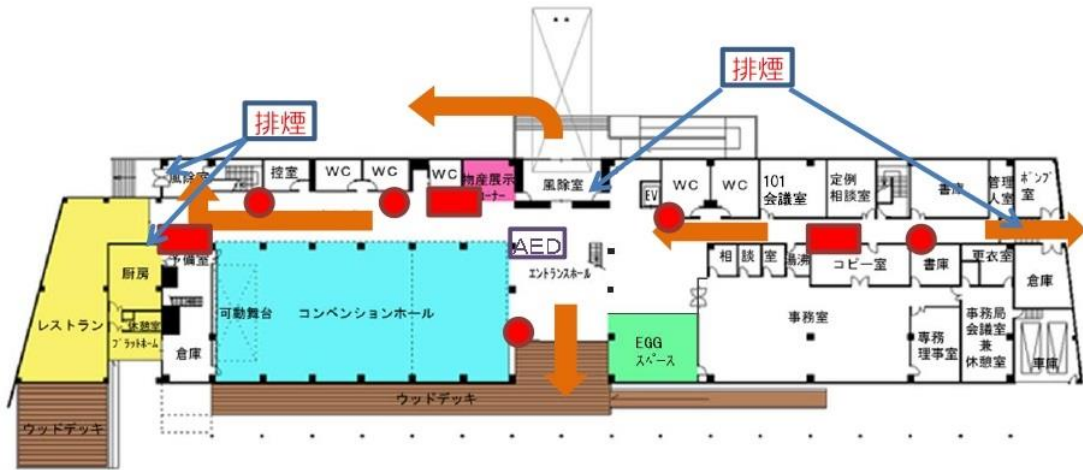 排煙
排煙
風除室
控室
WC
WC
WC
物産展示
コーナー
風除室
EV
WC
WC
101
会議室
定例
相談室
書庫
管理
人室
ポンプ
室
AED
エントランスホール
相
談
室
湯沸
コピー室
書庫
更衣室
倉庫
予備室
厨房
レストラン
休憩室
プラットホーム
倉庫
可動舞台
コンベンションホール
EGG
スペース
事務室
専務
理事室
事務局
会議室
兼
休憩室
車庫
ウッドデッキ
ウッドデッキ